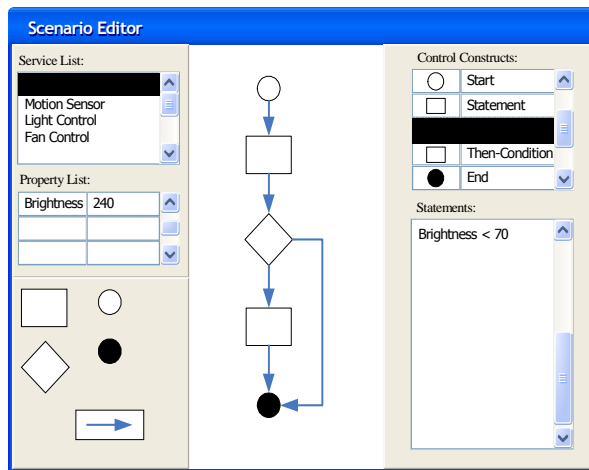 Scenario Editor
Service List:
Motion Sensor
Light Control
Fan Control
Property List:
Brightness 240
Control Constructs:
Start
Statement
Then-Condition
End
Statements:
Brightness < 70